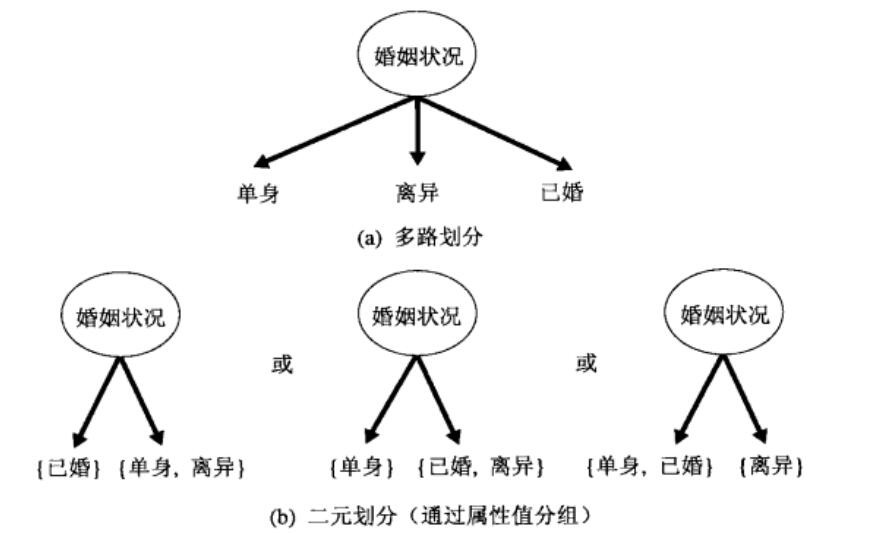 婚姻状况
单身 离异 已婚
(a) 多路划分
婚姻状况 婚姻状况 婚姻状况
或 或
{已婚} {单身, 离异} {单身} {已婚, 离异} {单身, 已婚} {离异}
(b) 二元划分（通过属性值分组）